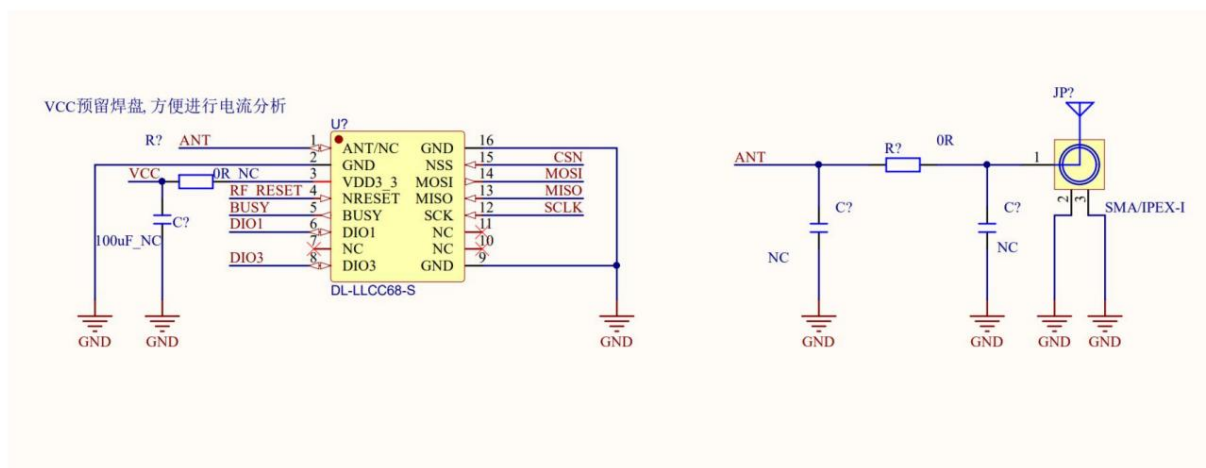 VCC预留焊盘,方便进行电流分析
U?
R? ANT
1 ANT/NC GND 16
2 GND NSS 15 CSN
VCC 0R_NC 3 VDD3_3 MOSI 14 MOSI
RF_RESET 4 NRESET MISO 13 MISO
BUSY 5 BUSY SCK 12 SCLK
C?
DIO1 6 DIO1 NC 11
100uF_NC 7 NC NC 10
DIO3 8 DIO3 GND 9
DL-LLCC68-S
GND GND GND
JP?
R? 0R
ANT 1
2 3 SMA/IPEX-I
C? C?
NC NC
GND GND GND GND